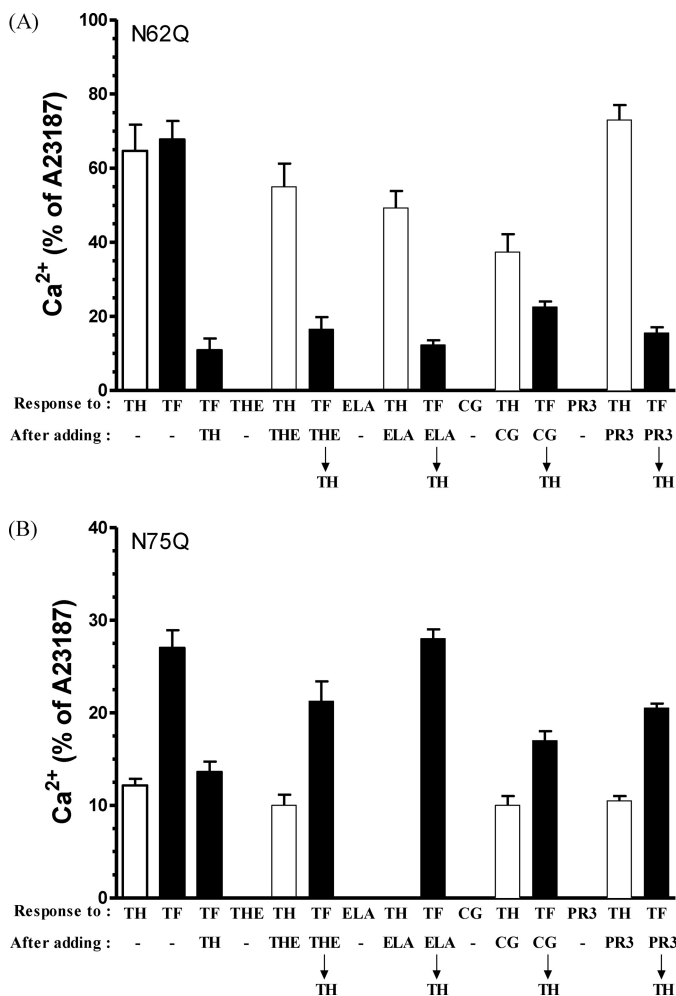 (A)
N62Q
Ca2+ (% of A23187)
100
80
60
40
20
0
Response to : TH TF TF THE TH TF ELA TH TF CG TH TF PR3 TH TF
After adding : - - TH - THE THE - ELA ELA - CG CG - PR3 PR3
TH TH TH TH
(B)
N75Q
Ca2+ (% of A23187)
40
30
20
10
0
Response to : TH TF TF THE TH TF ELA TH TF CG TH TF PR3 TH TF
After adding : - - TH - THE THE - ELA ELA - CG CG - PR3 PR3
TH TH TH TH